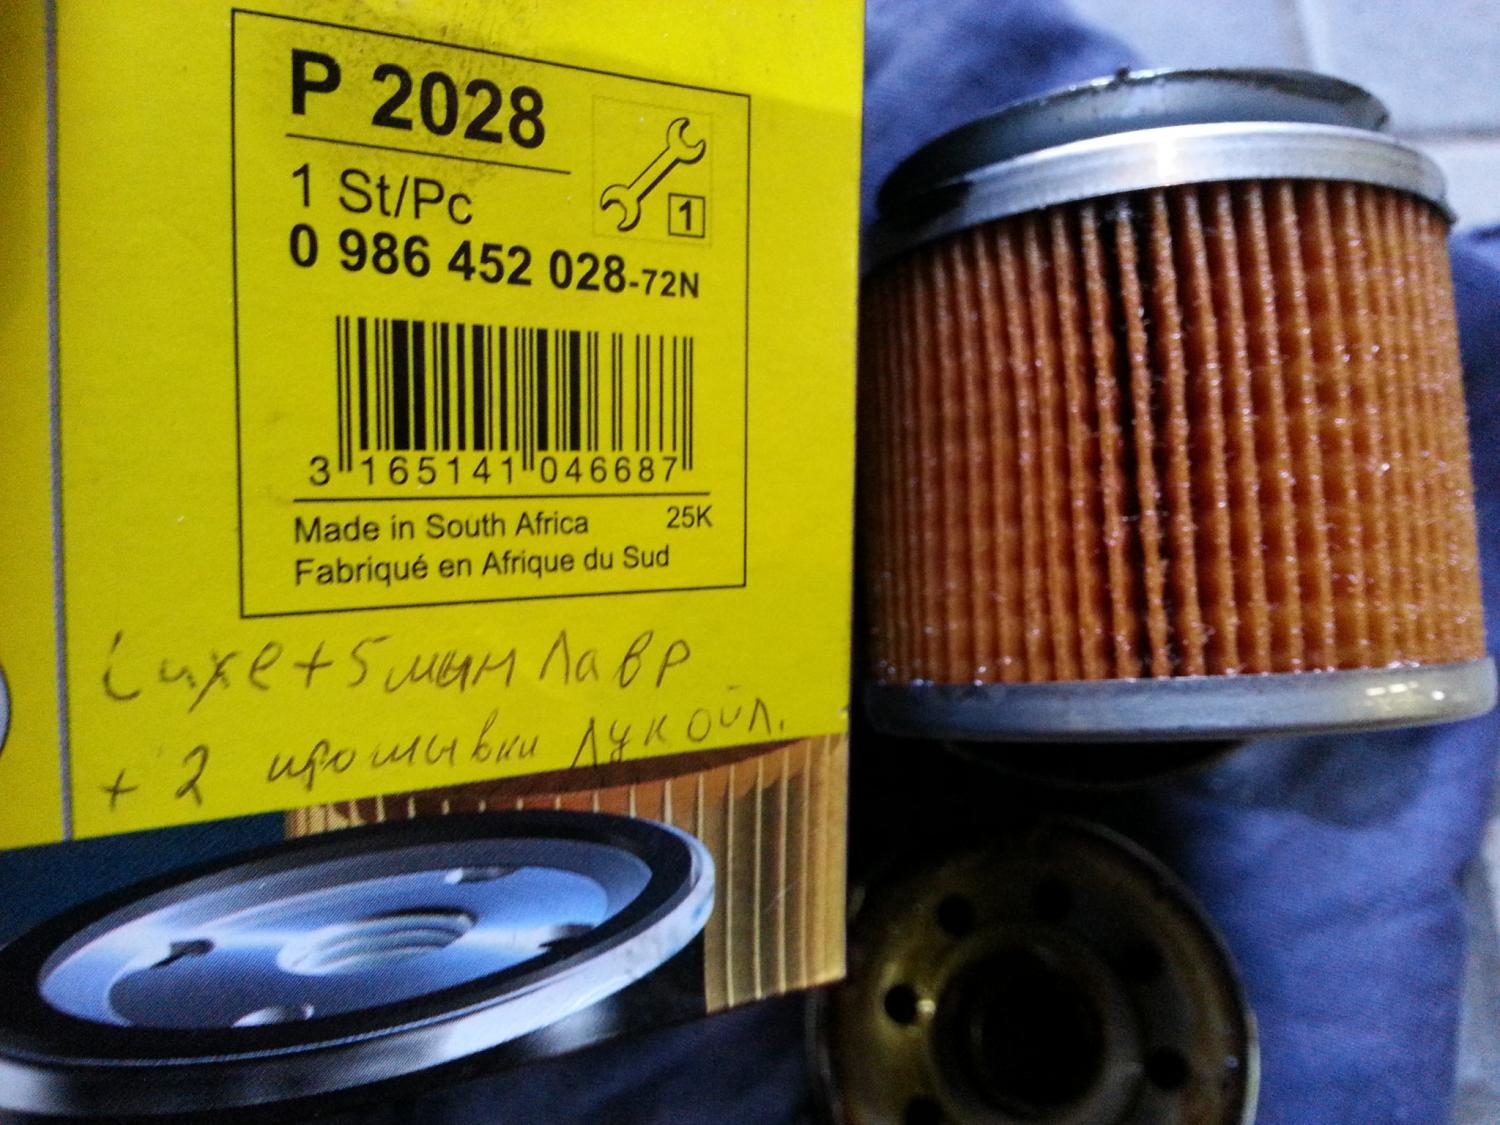 P 2028
1 St/Pc
1
0 986 452 028-72N
3 165141 046687
Made in South Africa 25K
Fabriqué en Afrique du Sud
Luxe + 5 мин Лавр
+ 2 промывки Лукойл.